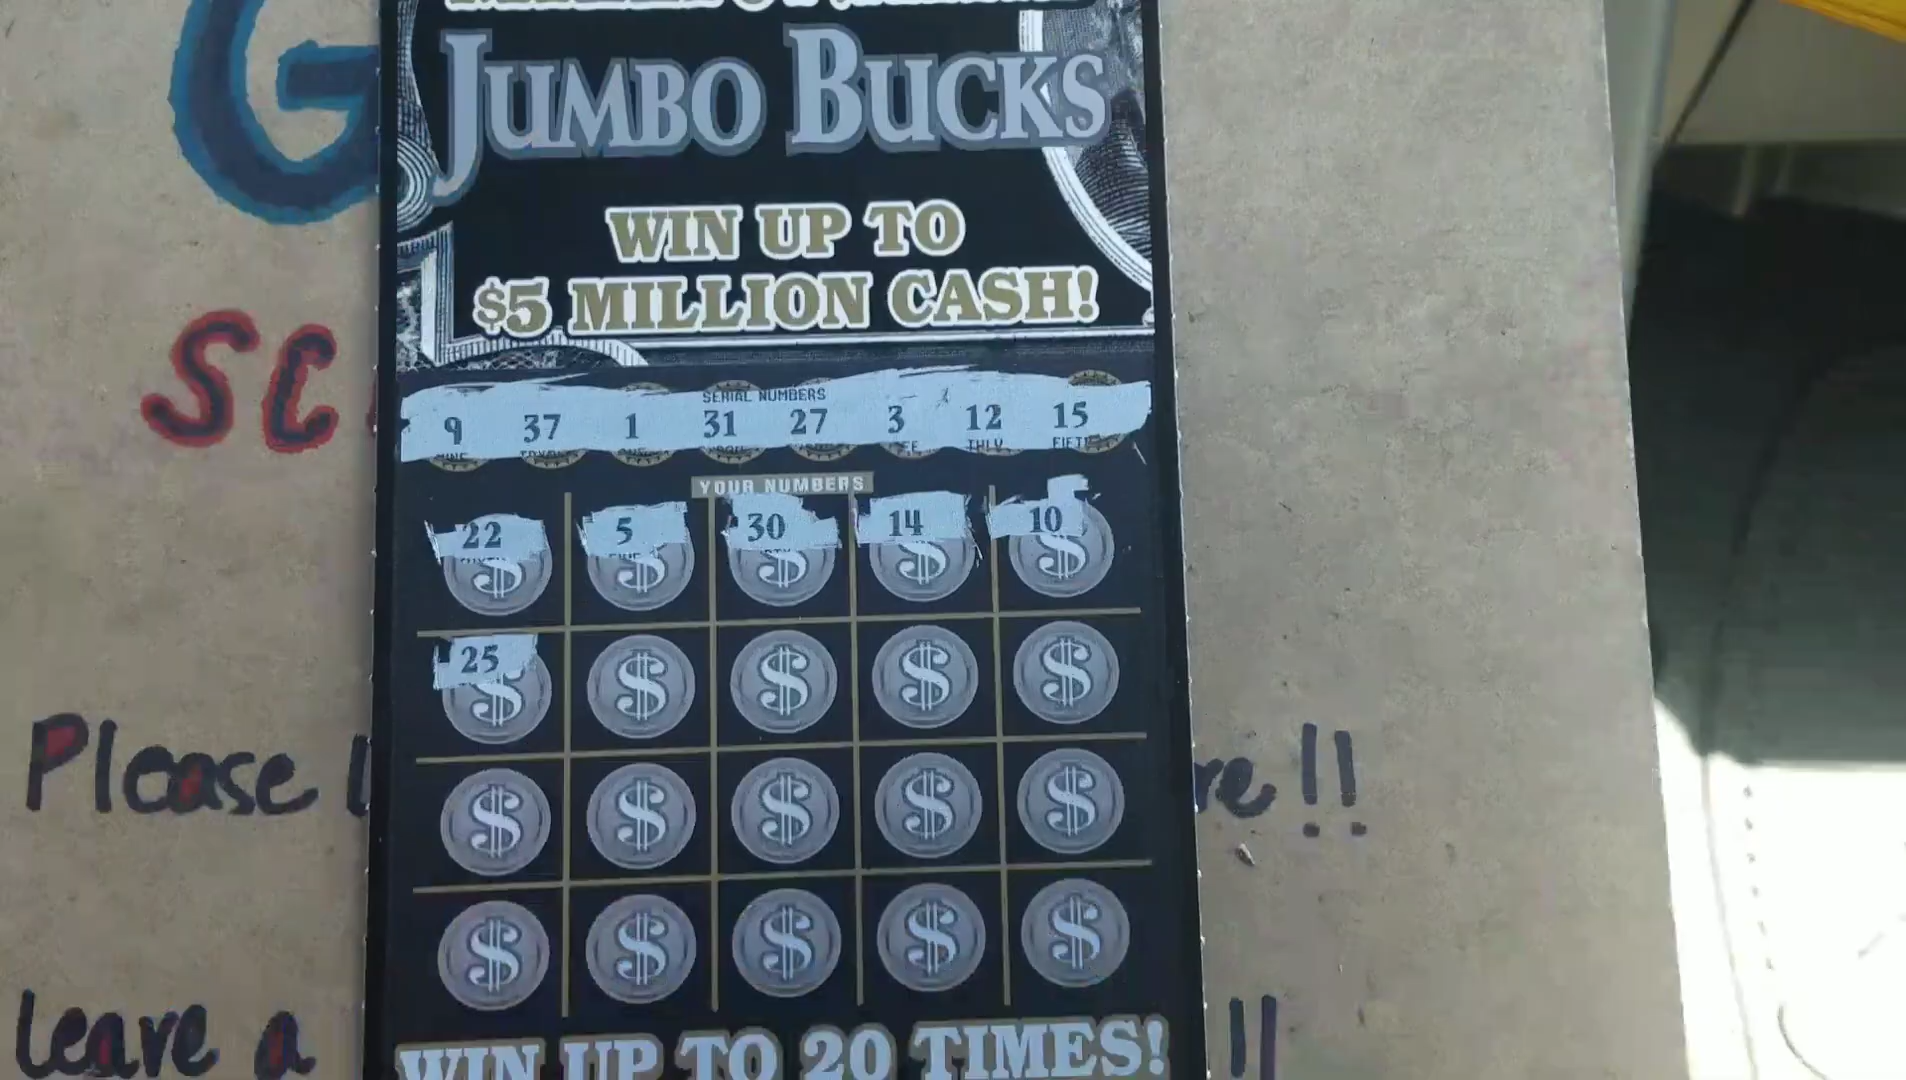 G
JUMBO BUCKS
WIN UP TO
$5 MILLION CASH!
SC
SERIAL NUMBERS
9 37 1 31 27 3 12 15
YOUR NUMBERS
22 5 30 14 10
25
Please
!!
leave a
!!
WIN UP TO 20 TIMES!